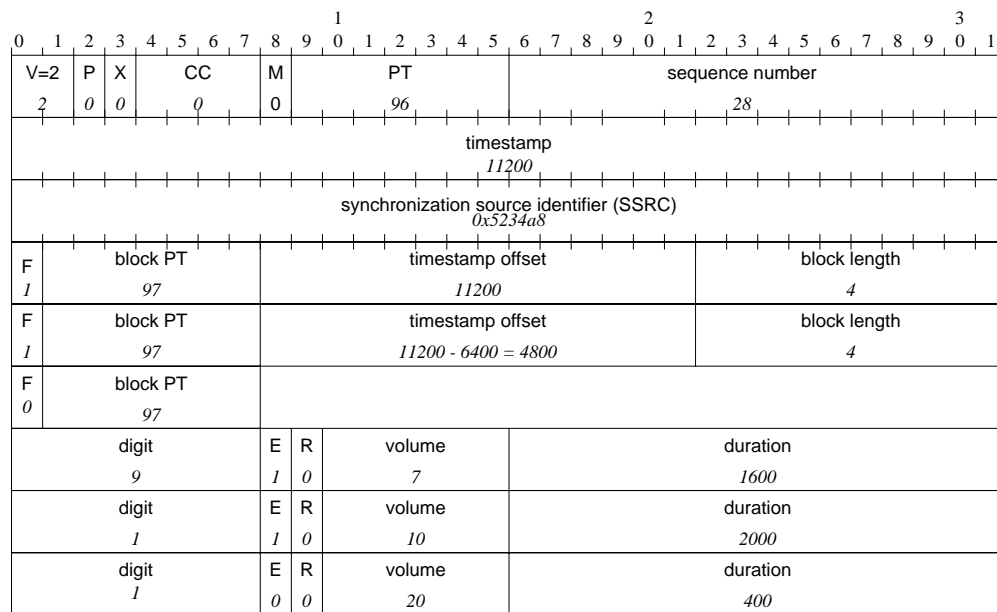 1 2 3
0 1 2 3 4 5 6 7 8 9 0 1 2 3 4 5 6 7 8 9 0 1 2 3 4 5 6 7 8 9 0 1
V=2 P X CC M PT sequence number
2 0 0 0 0 96 28
timestamp
11200
synchronization source identifier (SSRC)
0x5234a8
F block PT timestamp offset block length
1 97 11200 4
F block PT timestamp offset block length
1 97 11200 - 6400 = 4800 4
F block PT
0 97
digit E R volume duration
9 1 0 7 1600
digit E R volume duration
1 1 0 10 2000
digit E R volume duration
1 0 0 20 400